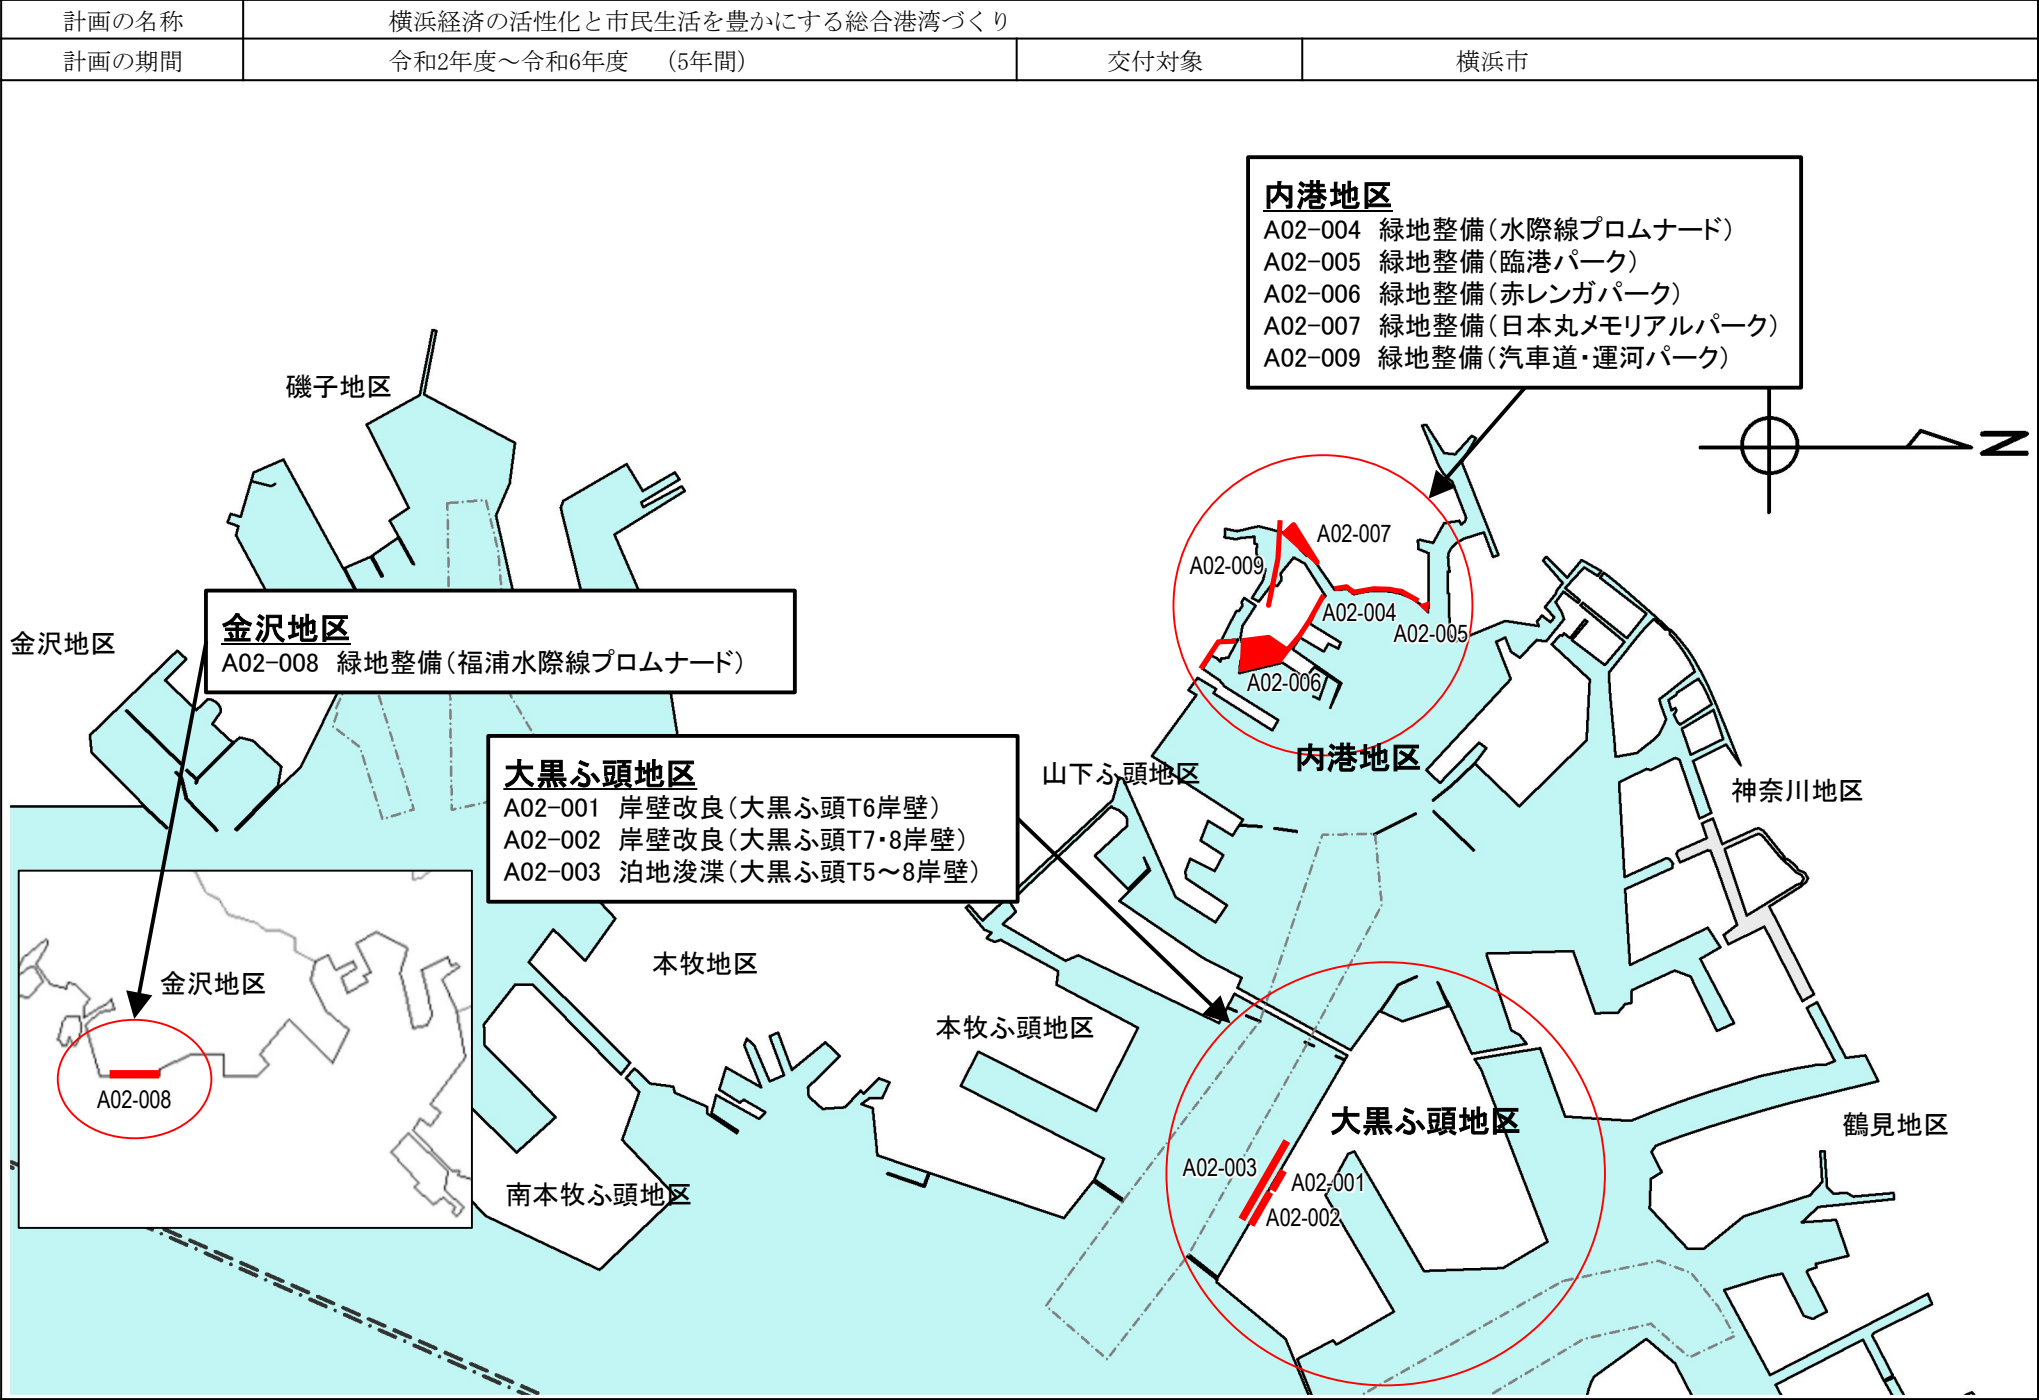 計画の名称 横浜経済の活性化と市民生活を豊かにする総合港湾づくり
計画の期間 令和2年度～令和6年度 （5年間） 交付対象 横浜市
内港地区
A02-004 緑地整備（水際線プロムナード）
A02-005 緑地整備（臨港パーク）
A02-006 緑地整備（赤レンガパーク）
A02-007 緑地整備（日本丸メモリアルパーク）
A02-009 緑地整備（汽車道・運河パーク）
磯子地区
N
A02-007
A02-009
A02-004
A02-005
A02-006
金沢地区
金沢地区
A02-008 緑地整備（福浦水際線プロムナード）
内港地区
山下ふ頭地区
神奈川地区
大黒ふ頭地区
A02-001 岸壁改良（大黒ふ頭T6岸壁）
A02-002 岸壁改良（大黒ふ頭T7・8岸壁）
A02-003 泊地浚渫（大黒ふ頭T5～8岸壁）
本牧地区
金沢地区
本牧ふ頭地区
A02-008
大黒ふ頭地区
鶴見地区
A02-003
A02-001
A02-002
南本牧ふ頭地区